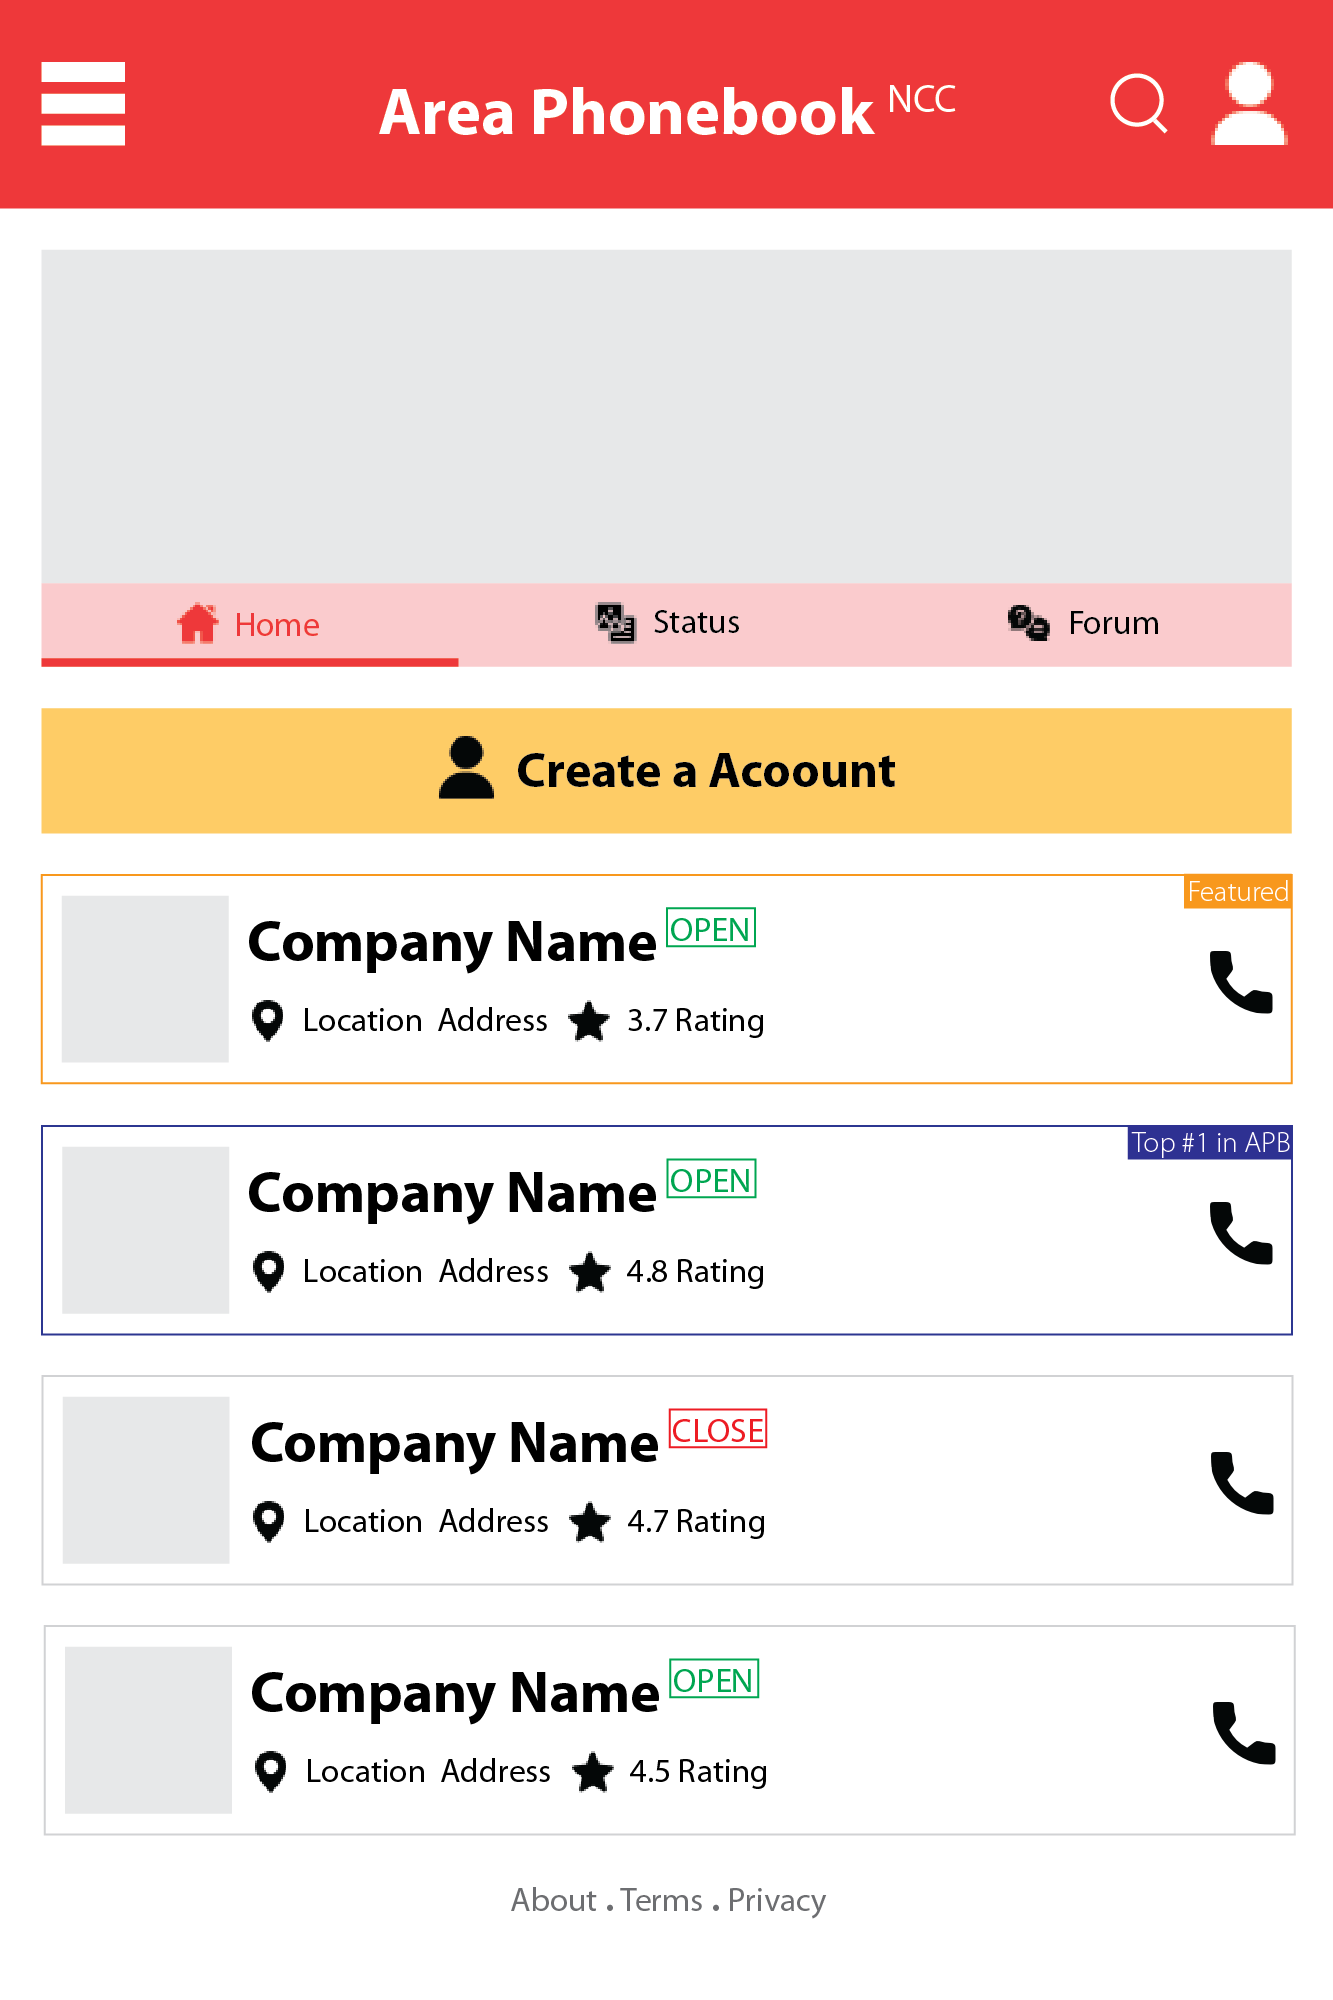 Area Phonebook NCC
Home Status Forum
Create a Acoount
Featured
Company Name OPEN
Location Address 3.7 Rating
Top #1 in APB
Company Name OPEN
Location Address 4.8 Rating
Company Name CLOSE
Location Address 4.7 Rating
Company Name OPEN
Location Address 4.5 Rating
About . Terms . Privacy